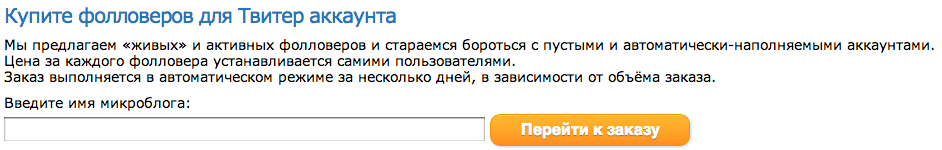 Купите фолловеров для Твитер аккаунта
Мы предлагаем «живых» и активных фолловеров и стараемся бороться с пустыми и автоматически-наполняемыми аккаунтами.
Цена за каждого фолловера устанавливается самими пользователями.
Заказ выполняется в автоматическом режиме за несколько дней, в зависимости от объёма заказа.
Введите имя микроблога:
Перейти к заказу